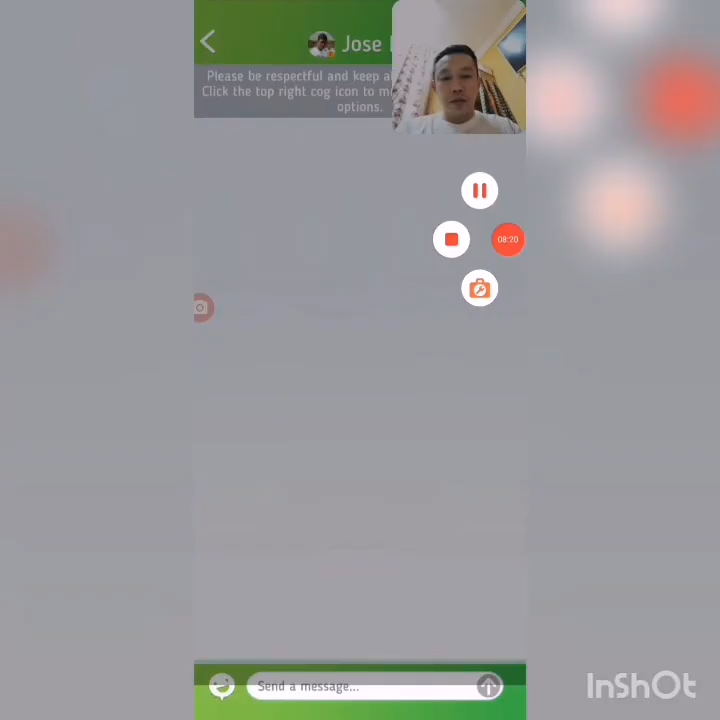 Jose
Please be respectful and keep
Click the top right cog icon to
options.
08:20
Send a message...
InShOt